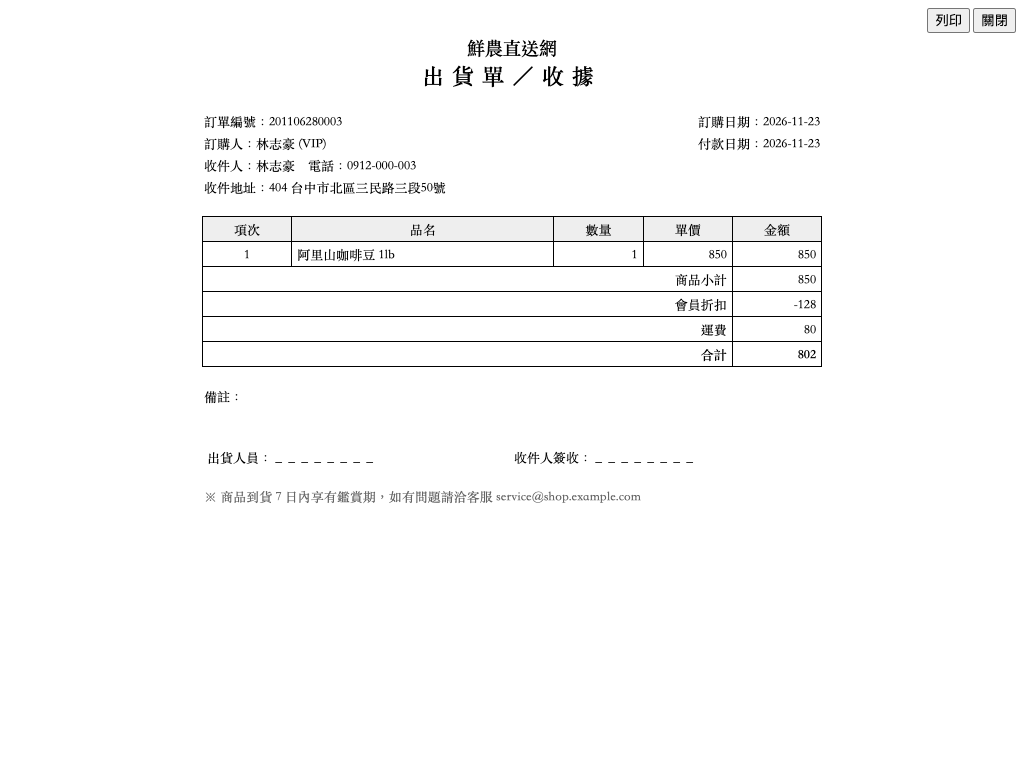 列印 關閉
鮮農直送網
出 貨 單 ／ 收 據
訂單編號：201106280003 訂購日期：2026-11-23
訂購人：林志豪 (VIP) 付款日期：2026-11-23
收件人：林志豪　電話：0912-000-003
收件地址：404 台中市北區三民路三段50號
項次 品名 數量 單價 金額
1 阿里山咖啡豆 1lb 1 850 850
商品小計 850
會員折扣 -128
運費 80
合計 802
備註：
出貨人員：＿＿＿＿＿＿＿＿ 收件人簽收：＿＿＿＿＿＿＿＿
※ 商品到貨 7 日內享有鑑賞期，如有問題請洽客服 service@shop.example.com